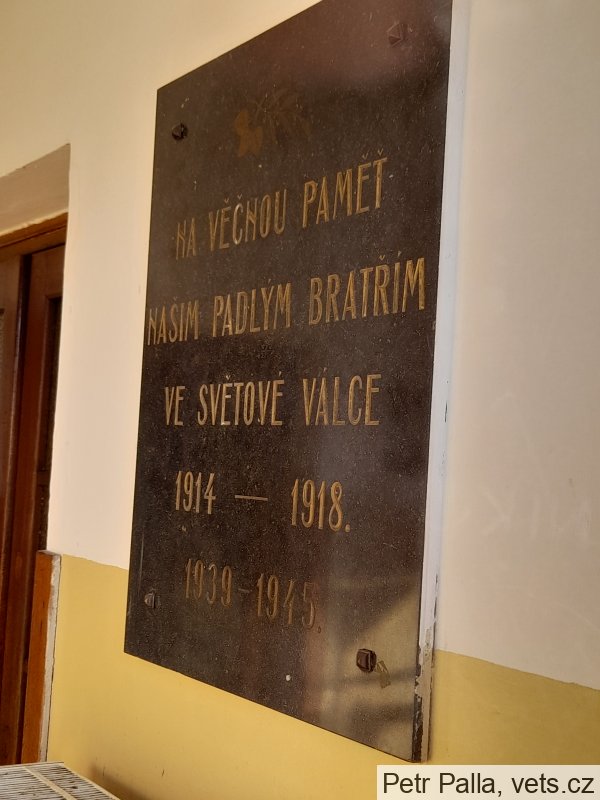 NA VĚČNOU PAMĚŤ
NAŠIM PADLÝM BRATŘÍM
VE SVĚTOVÉ VÁLCE
1914 — 1918.
1939-1945.
Petr Palla, vets.cz